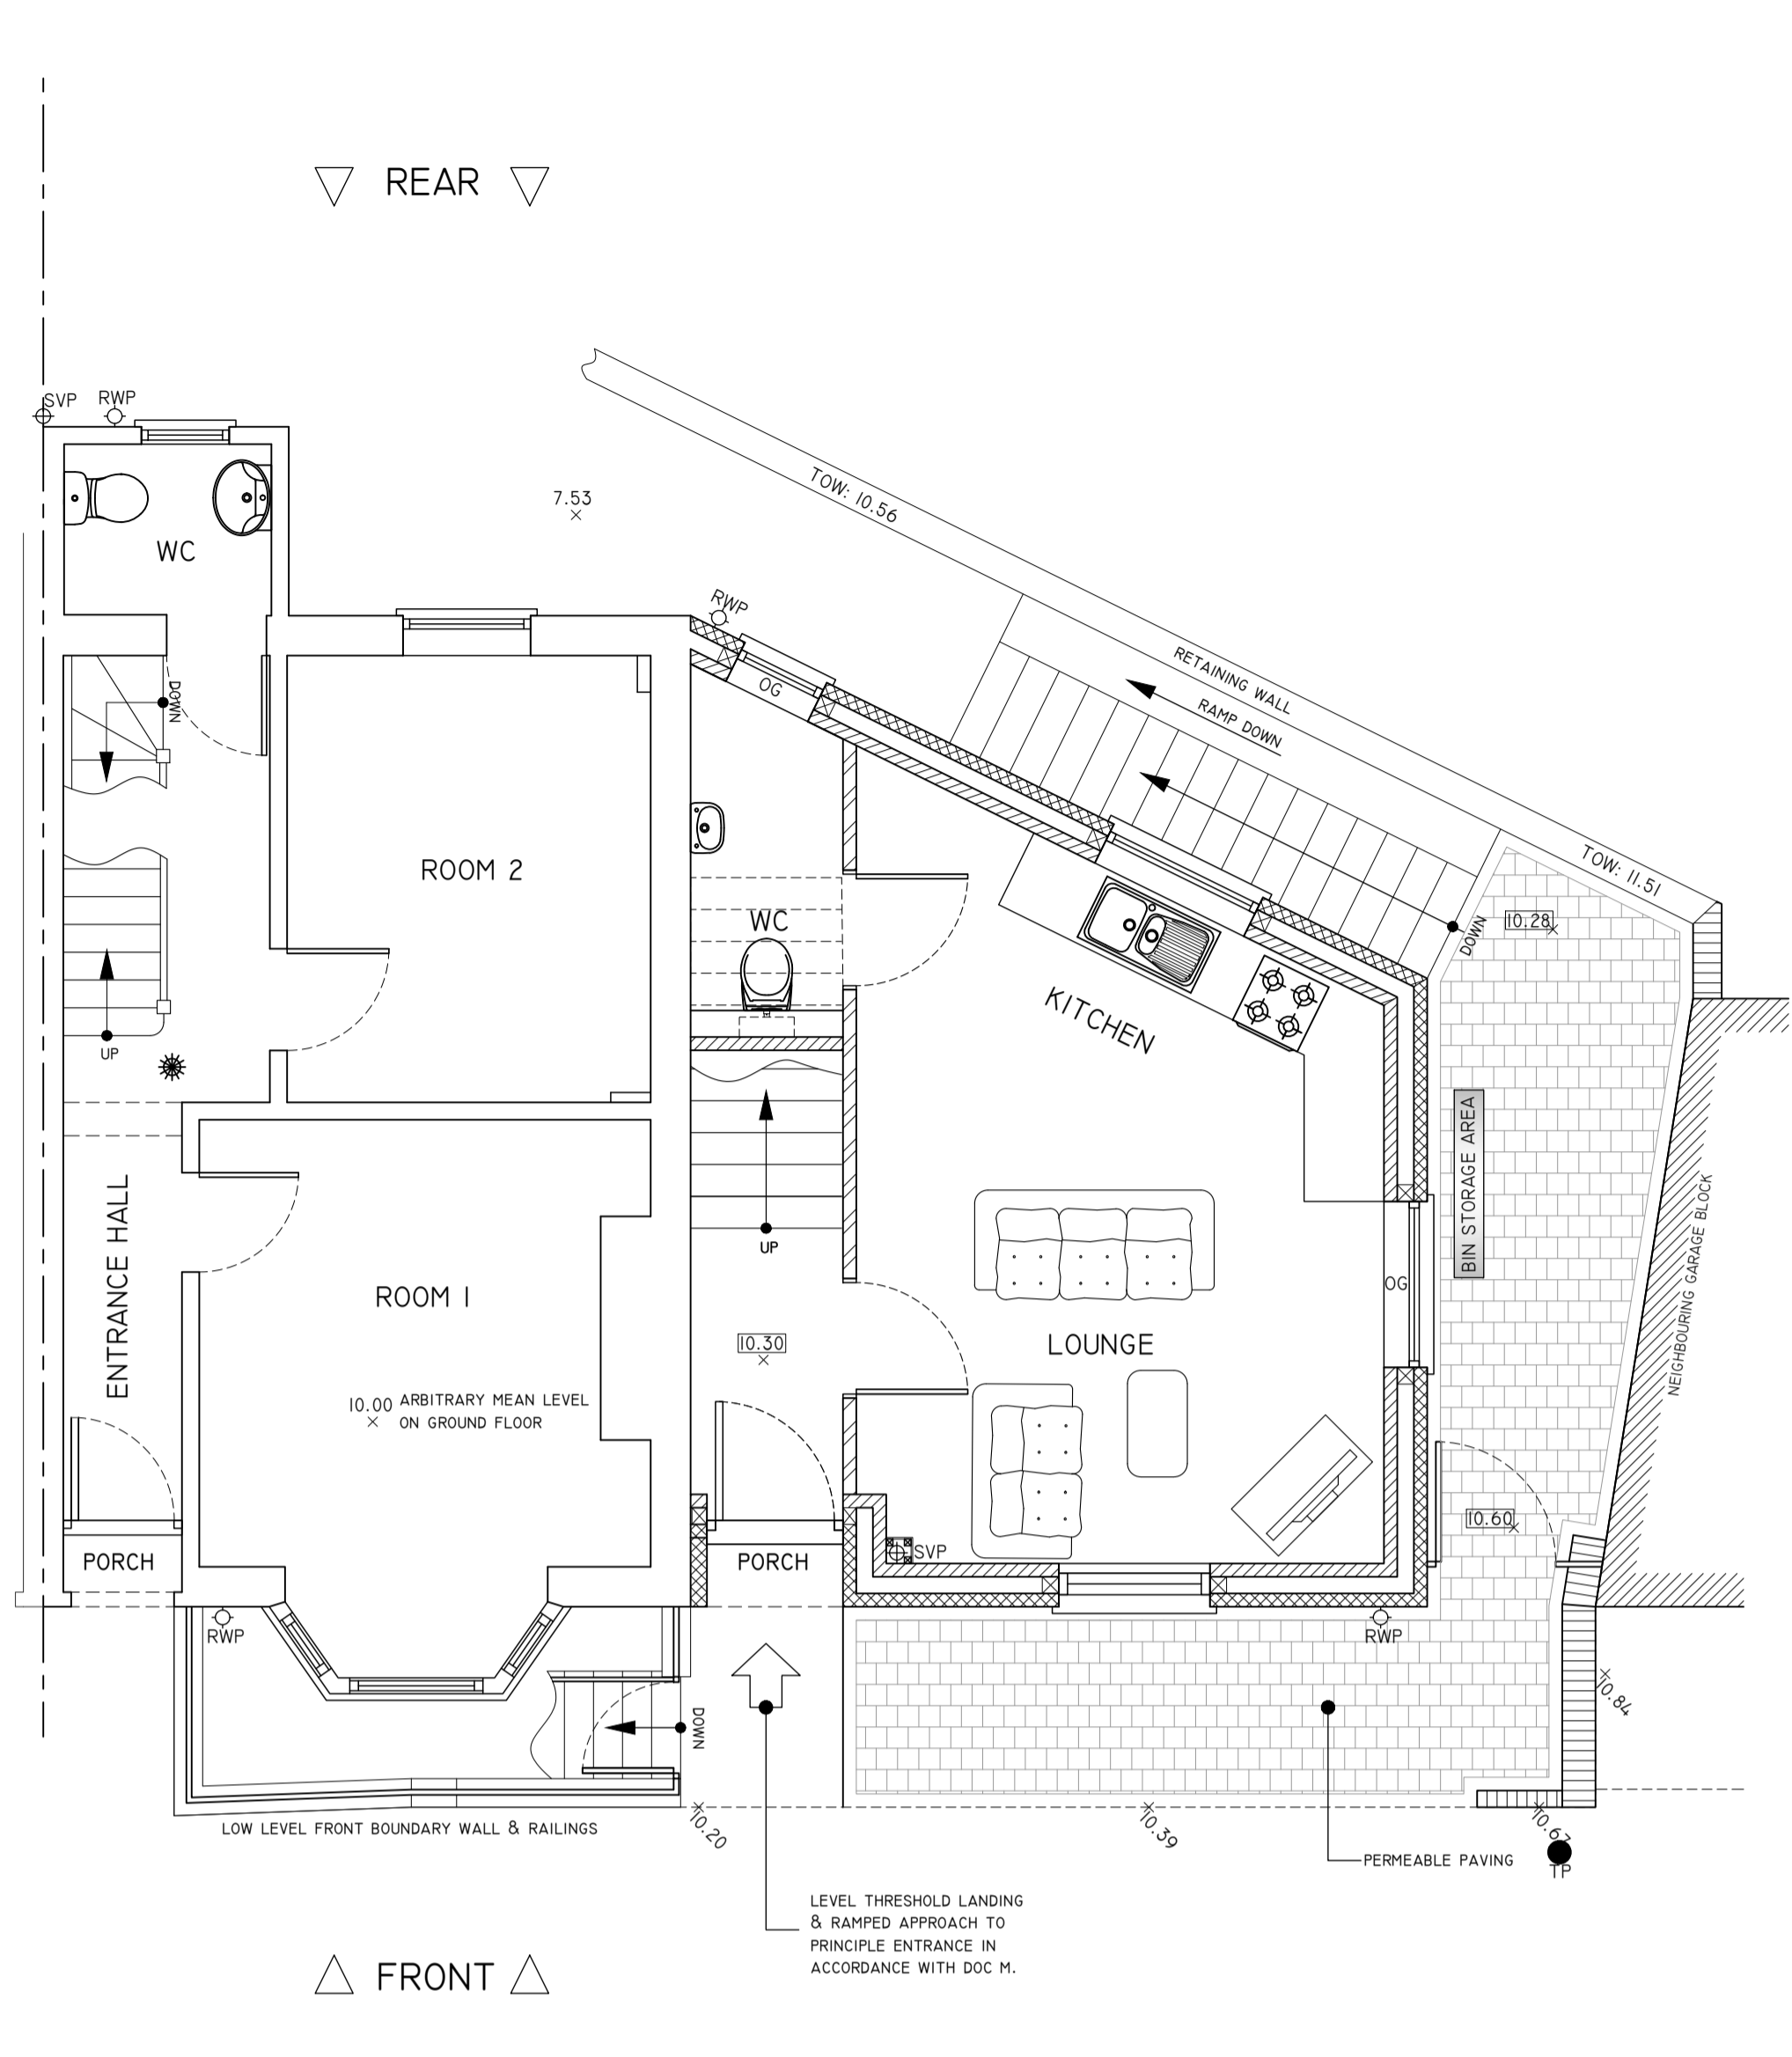 REAR
SVP
RWP
TOW: 10.56
7.53
WC
RWP
RETAINING WALL
OG
RAMP DOWN
DOWN
TOW: 11.51
ROOM 2
WC
10.28
DOWN
KITCHEN
UP
BIN STORAGE AREA
ENTRANCE HALL
NEIGHBOURING GARAGE BLOCK
UP
OG
ROOM 1
10.30
LOUNGE
10.00 ARBITRARY MEAN LEVEL
ON GROUND FLOOR
10.60
PORCH
PORCH
SVP
RWP
RWP
10.84
DOWN
LOW LEVEL FRONT BOUNDARY WALL & RAILINGS
10.20
10.39
10.67
PERMEABLE PAVING
TP
LEVEL THRESHOLD LANDING
& RAMPED APPROACH TO
PRINCIPLE ENTRANCE IN
ACCORDANCE WITH DOC M.
FRONT